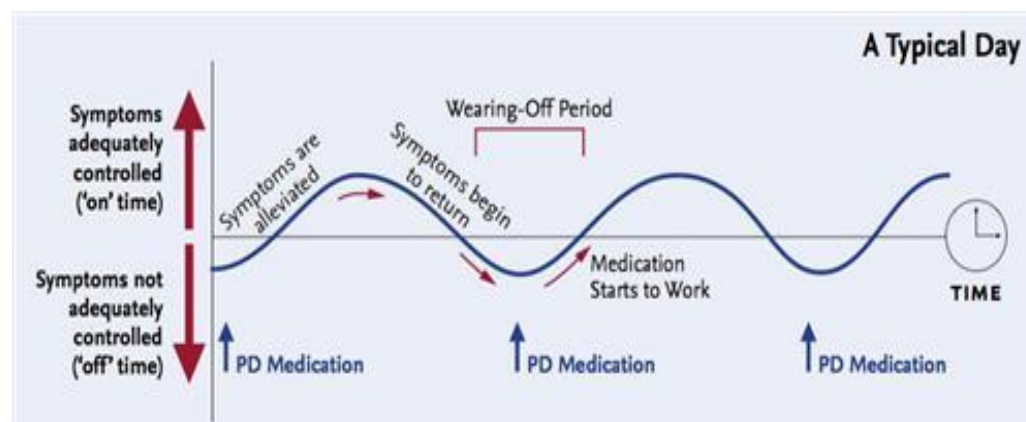 A Typical Day
Symptoms
adequately
controlled
('on' time)
Symptoms not
adequately
controlled
('off' time)
Symptoms are
alleviated
Symptoms begin
to return
Wearing-Off Period
Medication
Starts to Work
TIME
PD Medication
PD Medication
PD Medication